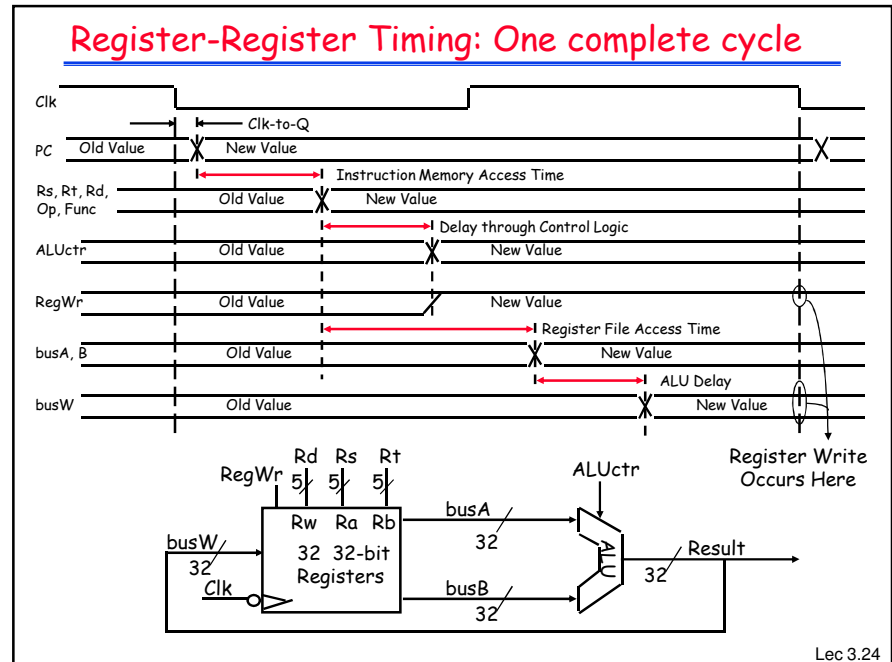 Register-Register Timing: One complete cycle
Clk
Clk-to-Q
PC Old Value New Value
Instruction Memory Access Time
Rs, Rt, Rd,
Op, Func
Old Value New Value
Delay through Control Logic
ALUctr Old Value New Value
RegWr Old Value New Value
Register File Access Time
busA, B Old Value New Value
ALU Delay
busW Old Value New Value
Register Write
Occurs Here
RegWr Rd Rs Rt ALUctr
5 5 5
Rw Ra Rb busA
32
busW 32 32-bit
Registers
32
ALU
Result
32
Clk busB
32
Lec 3.24